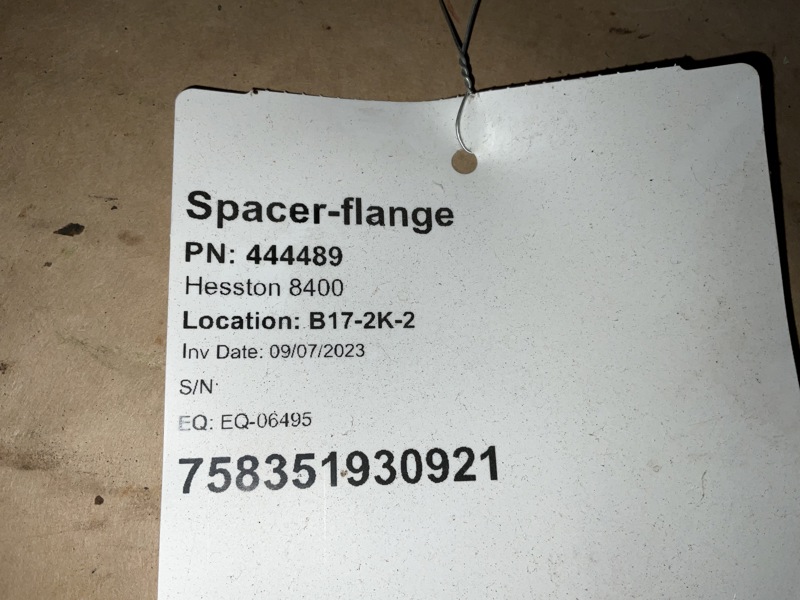 Spacer-flange
PN: 444489
Hesston 8400
Location: B17-2K-2
Inv Date: 09/07/2023
S/N:
EQ: EQ-06495
758351930921